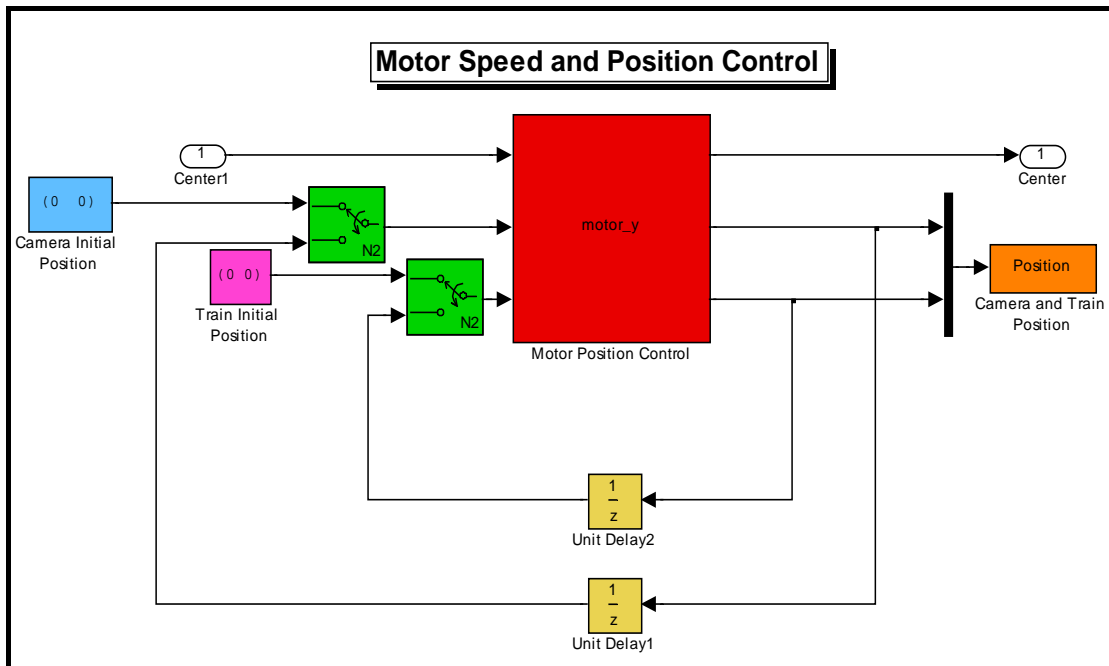 Motor Speed and Position Control
1
Center1
(0 0)
Camera Initial
Position
N2
(0 0)
Train Initial
Position
N2
motor_y
Motor Position Control
1
Center
Position
Camera and Train
Position
1
z
Unit Delay2
1
z
Unit Delay1